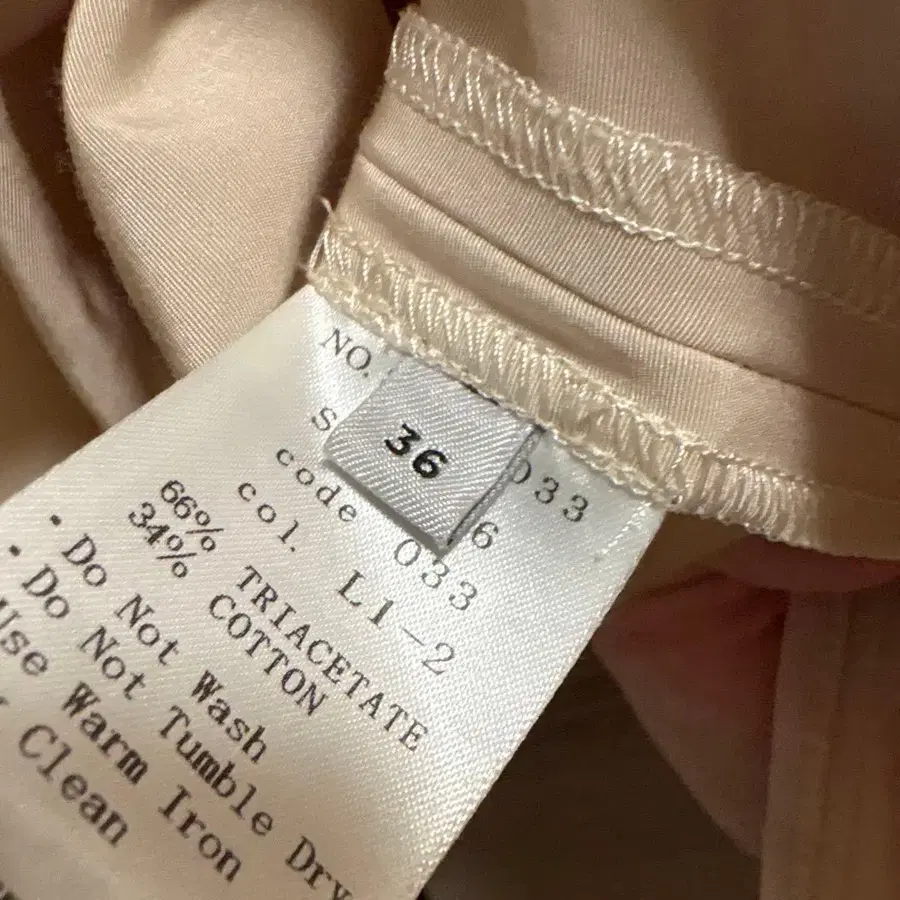 36
NO. 033
S 6
code 033
col. L1-2
66% TRIACETATE
34% COTTON
· Do Not Wash
· Do Not Tumble Dry
Use Warm Iron
Clean